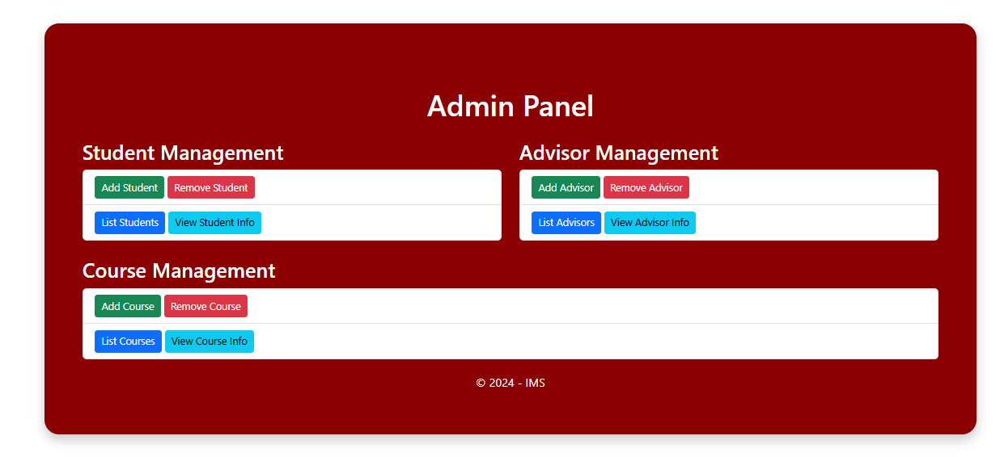 Admin Panel
Student Management
Add Student Remove Student
List Students View Student Info
Advisor Management
Add Advisor Remove Advisor
List Advisors View Advisor Info
Course Management
Add Course Remove Course
List Courses View Course Info
© 2024 - IMS